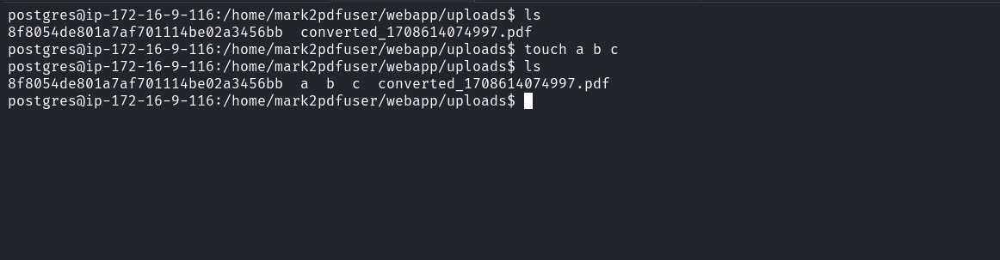 postgres@ip-172-16-9-116:/home/mark2pdfuser/webapp/uploads$ ls
8f8054de801a7af701114be02a3456bb  converted_1708614074997.pdf
postgres@ip-172-16-9-116:/home/mark2pdfuser/webapp/uploads$ touch a b c
postgres@ip-172-16-9-116:/home/mark2pdfuser/webapp/uploads$ ls
8f8054de801a7af701114be02a3456bb  a  b  c  converted_1708614074997.pdf
postgres@ip-172-16-9-116:/home/mark2pdfuser/webapp/uploads$